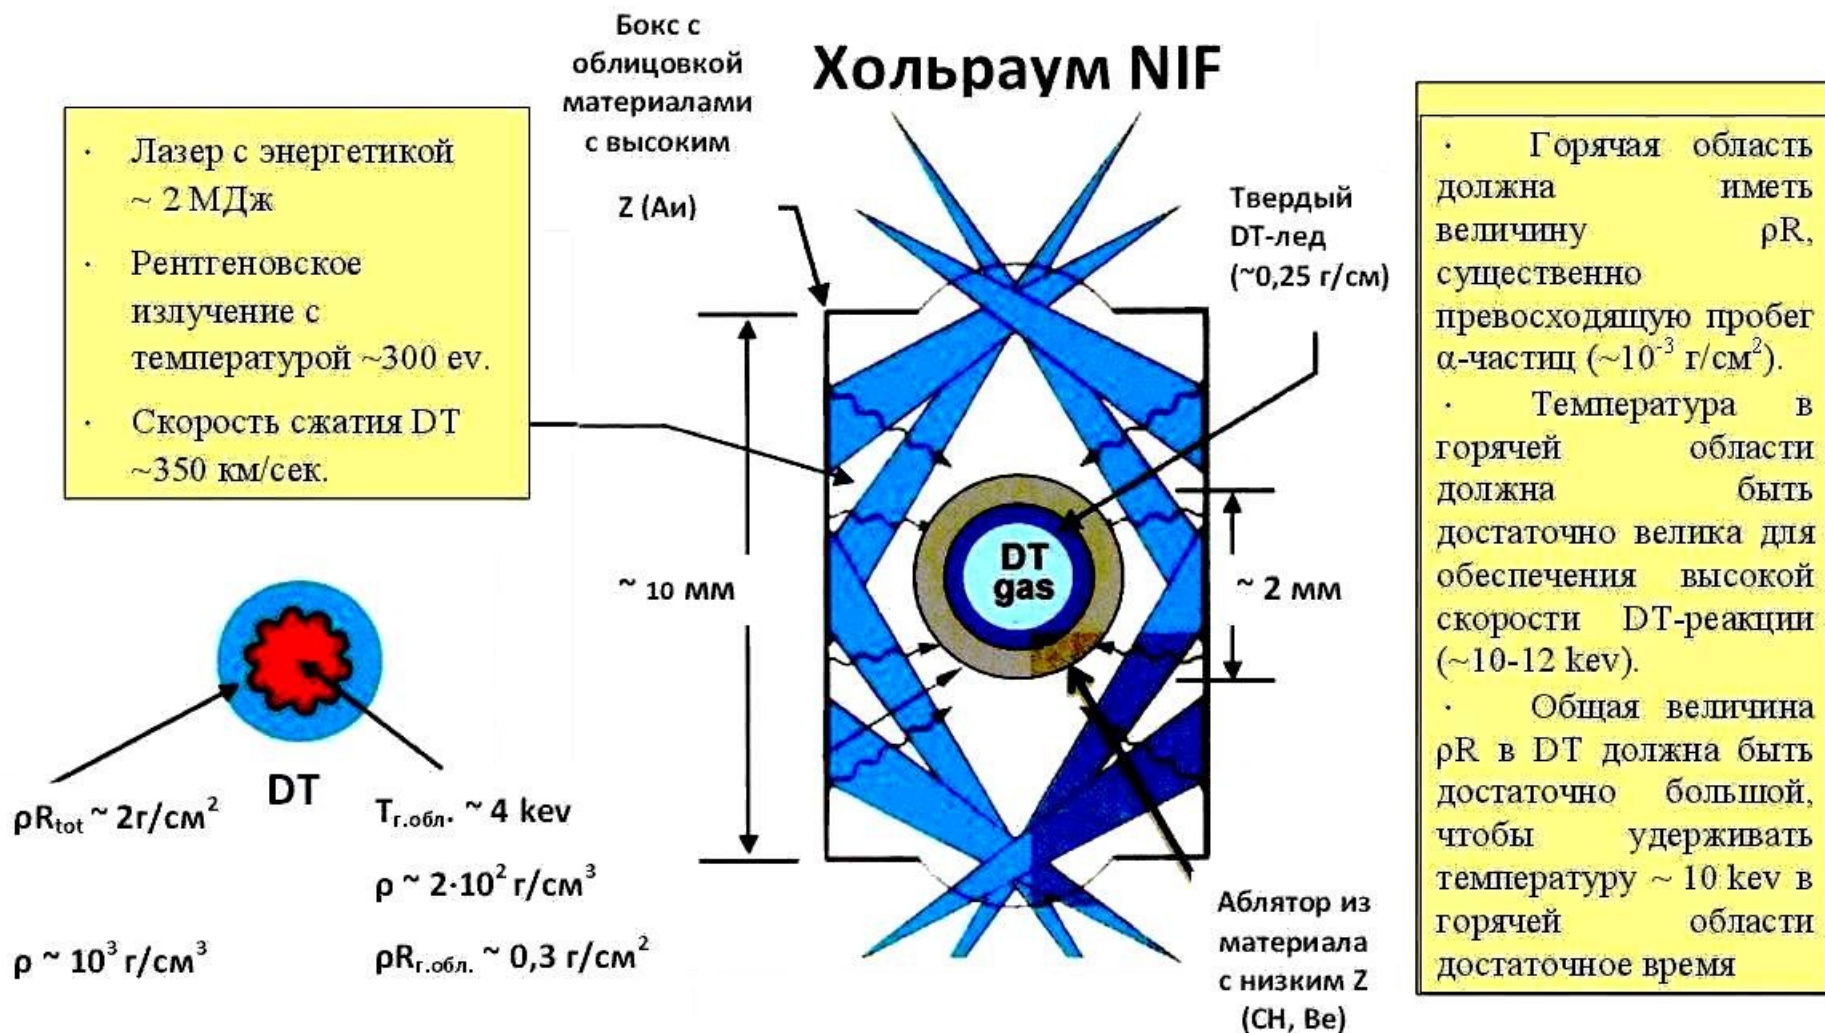 Хольраум NIF
Бокс с
облицовкой
материалами
с высоким
Z (Аи)
· Лазер с энергетикой
~ 2 МДж
· Рентгеновское
излучение с
температурой ~300 ev.
· Скорость сжатия DT
~350 км/сек.
Твердый
DT-лед
(~0,25 г/см)
~ 10 мм
DT
gas
~ 2 мм
DT
ρRtot ~ 2г/см²
Tг.обл. ~ 4 kev
ρ ~ 2·10² г/см³
ρ ~ 10³ г/см³
ρRг.обл. ~ 0,3 г/см²
Аблятор из
материала
с низким Z
(CH, Be)
· Горячая область
должна иметь
величину ρR,
существенно
превосходящую пробег
α-частиц (~10⁻³ г/см²).
· Температура в
горячей области
должна быть
достаточно велика для
обеспечения высокой
скорости DT-реакции
(~10-12 kev).
· Общая величина
ρR в DT должна быть
достаточно большой,
чтобы удерживать
температуру ~ 10 kev в
горячей области
достаточное время